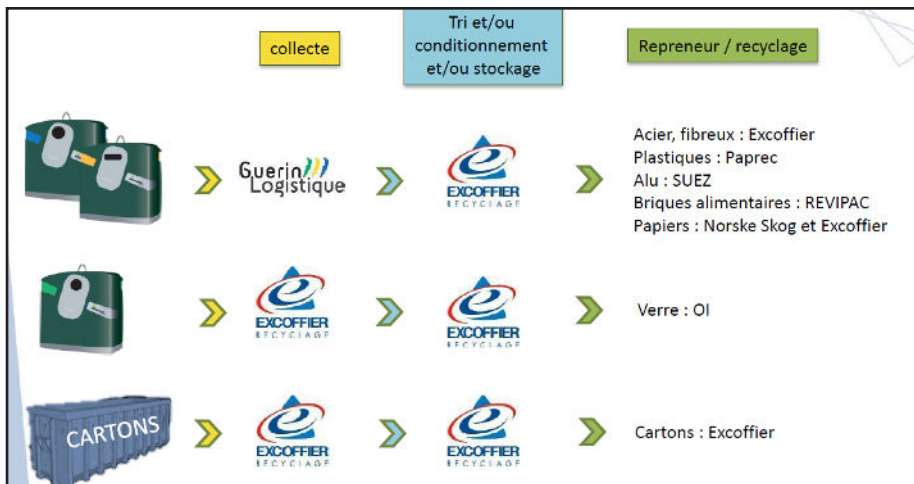 collecte
Tri et/ou
conditionnement
et/ou stockage
Repreneur / recyclage
Guerin
Logistique
EXCOFFIER
RECYCLAGE
Acier, fibreux : Excoffier
Plastiques : Paprec
Alu : SUEZ
Briques alimentaires : REVIPAC
Papiers : Norske Skog et Excoffier
EXCOFFIER
RECYCLAGE
EXCOFFIER
RECYCLAGE
Verre : OI
CARTONS
EXCOFFIER
RECYCLAGE
EXCOFFIER
RECYCLAGE
Cartons : Excoffier